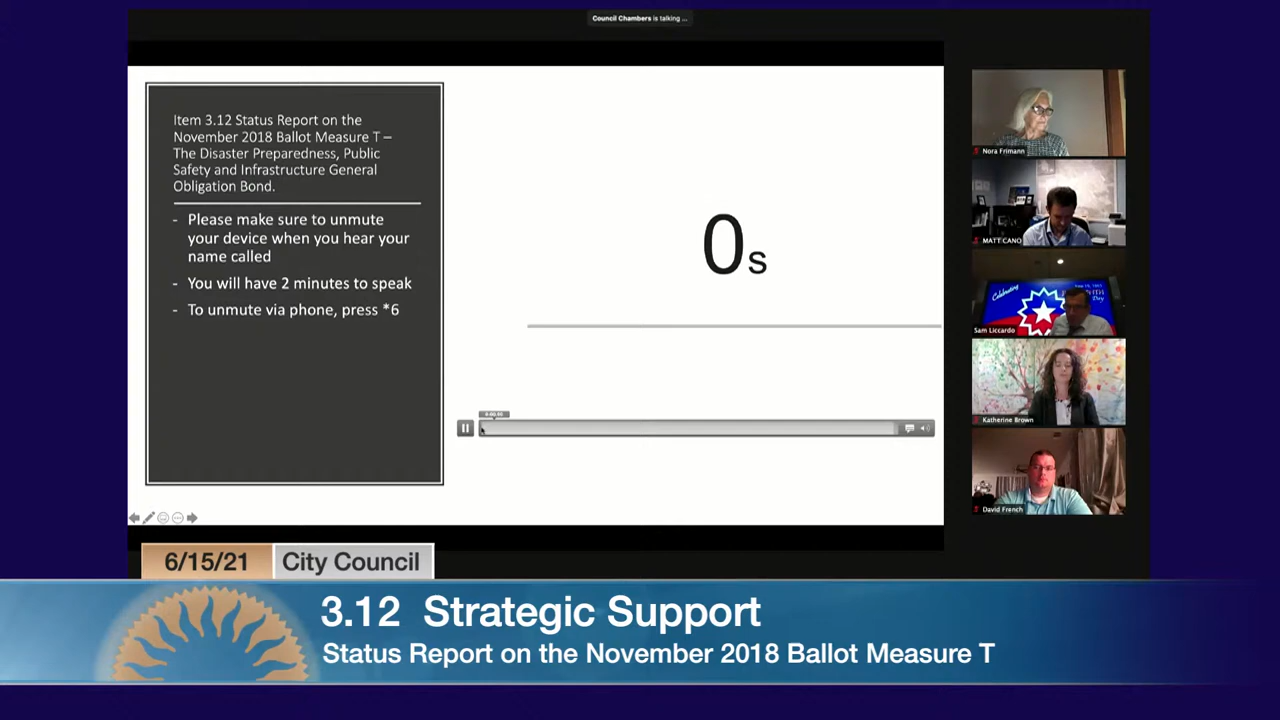 Council Chambers is talking ...
Item 3.12 Status Report on the
November 2018 Ballot Measure T –
The Disaster Preparedness, Public
Safety and Infrastructure General
Obligation Bond.
- Please make sure to unmute
your device when you hear your
name called
- You will have 2 minutes to speak
- To unmute via phone, press *6
0s
Nora Frimann
MATT CANO
Celebrating
Sam Liccardo
Katherine Brown
David French
6/15/21 City Council
3.12 Strategic Support
Status Report on the November 2018 Ballot Measure T